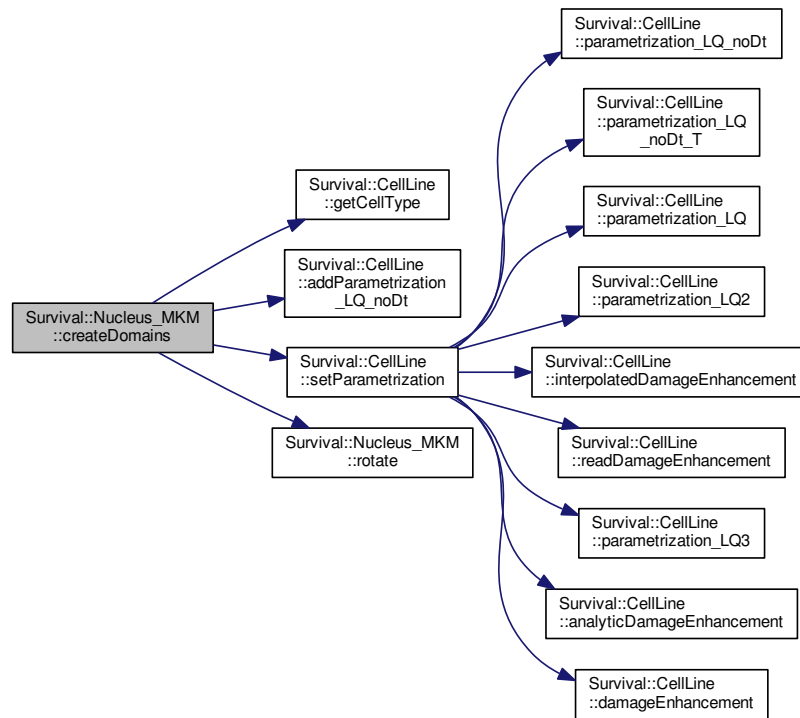 Survival::Nucleus_MKM
::createDomains
Survival::CellLine
::getCellType
Survival::CellLine
::addParametrization
_LQ_noDt
Survival::CellLine
::setParametrization
Survival::Nucleus_MKM
::rotate
Survival::CellLine
::parametrization_LQ_noDt
Survival::CellLine
::parametrization_LQ
_noDt_T
Survival::CellLine
::parametrization_LQ
Survival::CellLine
::parametrization_LQ2
Survival::CellLine
::interpolatedDamageEnhancement
Survival::CellLine
::readDamageEnhancement
Survival::CellLine
::parametrization_LQ3
Survival::CellLine
::analyticDamageEnhancement
Survival::CellLine
::damageEnhancement